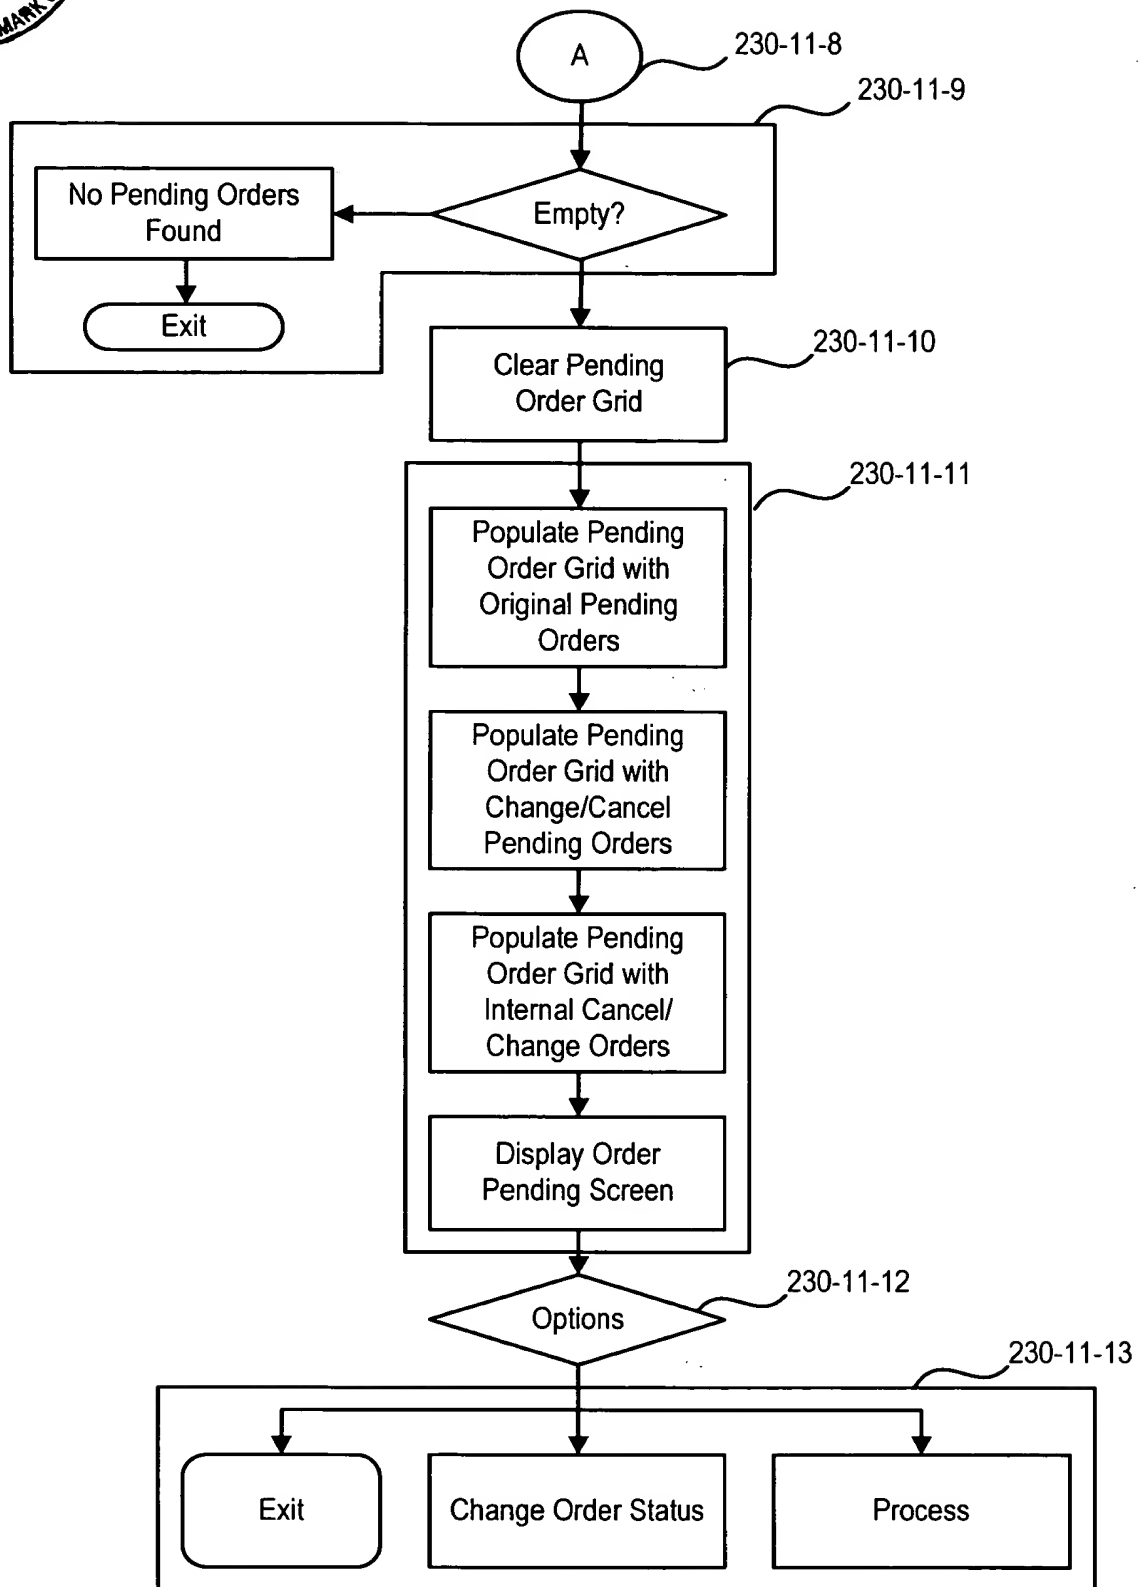 MARK
A
230-11-8
230-11-9
No Pending Orders
Found
Empty?
Exit
230-11-10
Clear Pending
Order Grid
230-11-11
Populate Pending
Order Grid with
Original Pending
Orders
Populate Pending
Order Grid with
Change/Cancel
Pending Orders
Populate Pending
Order Grid with
Internal Cancel/
Change Orders
Display Order
Pending Screen
230-11-12
Options
230-11-13
Exit
Change Order Status
Process